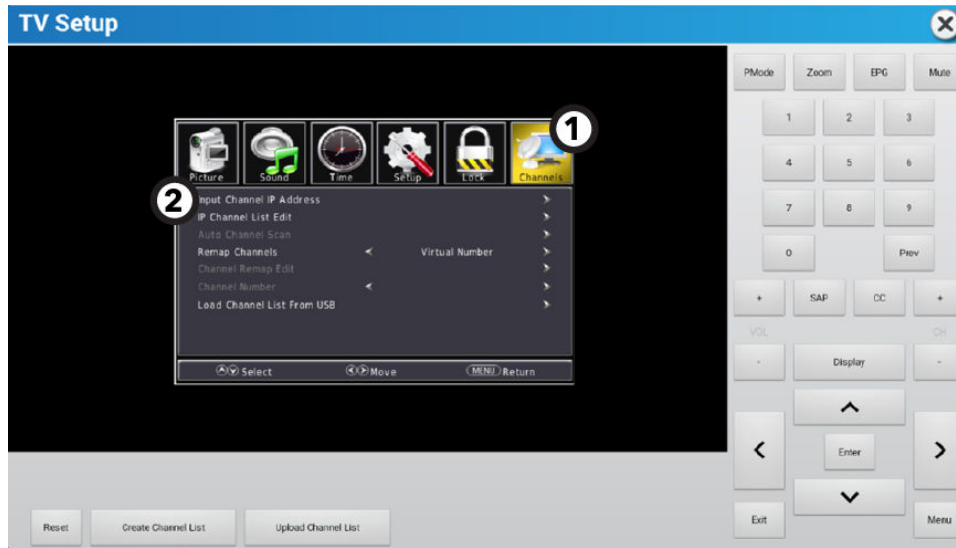 TV Setup
PMode Zoom EPG Mute
1 2 3
4 5 6
7 8 9
0 Prev
+ SAP CC +
VOL CH
- Display -
Enter
Exit Menu
1
Picture Sound Time Setup Lock Channels
2
Input Channel IP Address
IP Channel List Edit
Auto Channel Scan
Remap Channels Virtual Number
Channel Remap Edit
Channel Number
Load Channel List From USB
Select Move MENU Return
Reset Create Channel List Upload Channel List